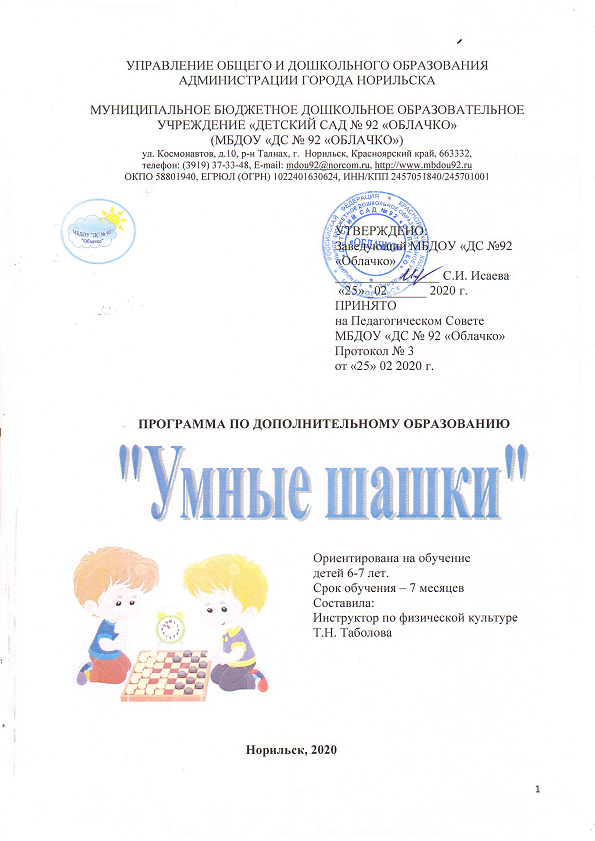 УПРАВЛЕНИЕ ОБЩЕГО И ДОШКОЛЬНОГО ОБРАЗОВАНИЯ
АДМИНИСТРАЦИИ ГОРОДА НОРИЛЬСКА
МУНИЦИПАЛЬНОЕ БЮДЖЕТНОЕ ДОШКОЛЬНОЕ ОБРАЗОВАТЕЛЬНОЕ
УЧРЕЖДЕНИЕ «ДЕТСКИЙ САД № 92 «ОБЛАЧКО»
(МБДОУ «ДС № 92 «ОБЛАЧКО»)
ул. Космонавтов, д.10, р-н Талнах, г. Норильск, Красноярский край, 663332,
телефон: (3919) 37-33-48, E-mail: mdou92@norcom.ru, http://www.mbdou92.ru
ОКПО 58801940, ЕГРЮЛ (ОГРН) 1022401630624, ИНН/КПП 2457051840/245701001
МБДОУ "ДС № 92
"Облачко"
УТВЕРЖДЕНО:
Заведующий МБДОУ «ДС №92
«Облачко»
С.И. Исаева
«25» 02 2020 г.
ПРИНЯТО
на Педагогическом Совете
МБДОУ «ДС № 92 «Облачко»
Протокол № 3
от «25» 02 2020 г.
ПРОГРАММА ПО ДОПОЛНИТЕЛЬНОМУ ОБРАЗОВАНИЮ
"Умные шашки"
Ориентирована на обучение
детей 6-7 лет.
Срок обучения – 7 месяцев
Составила:
Инструктор по физической культуре
Т.Н. Таболова
Норильск, 2020
1